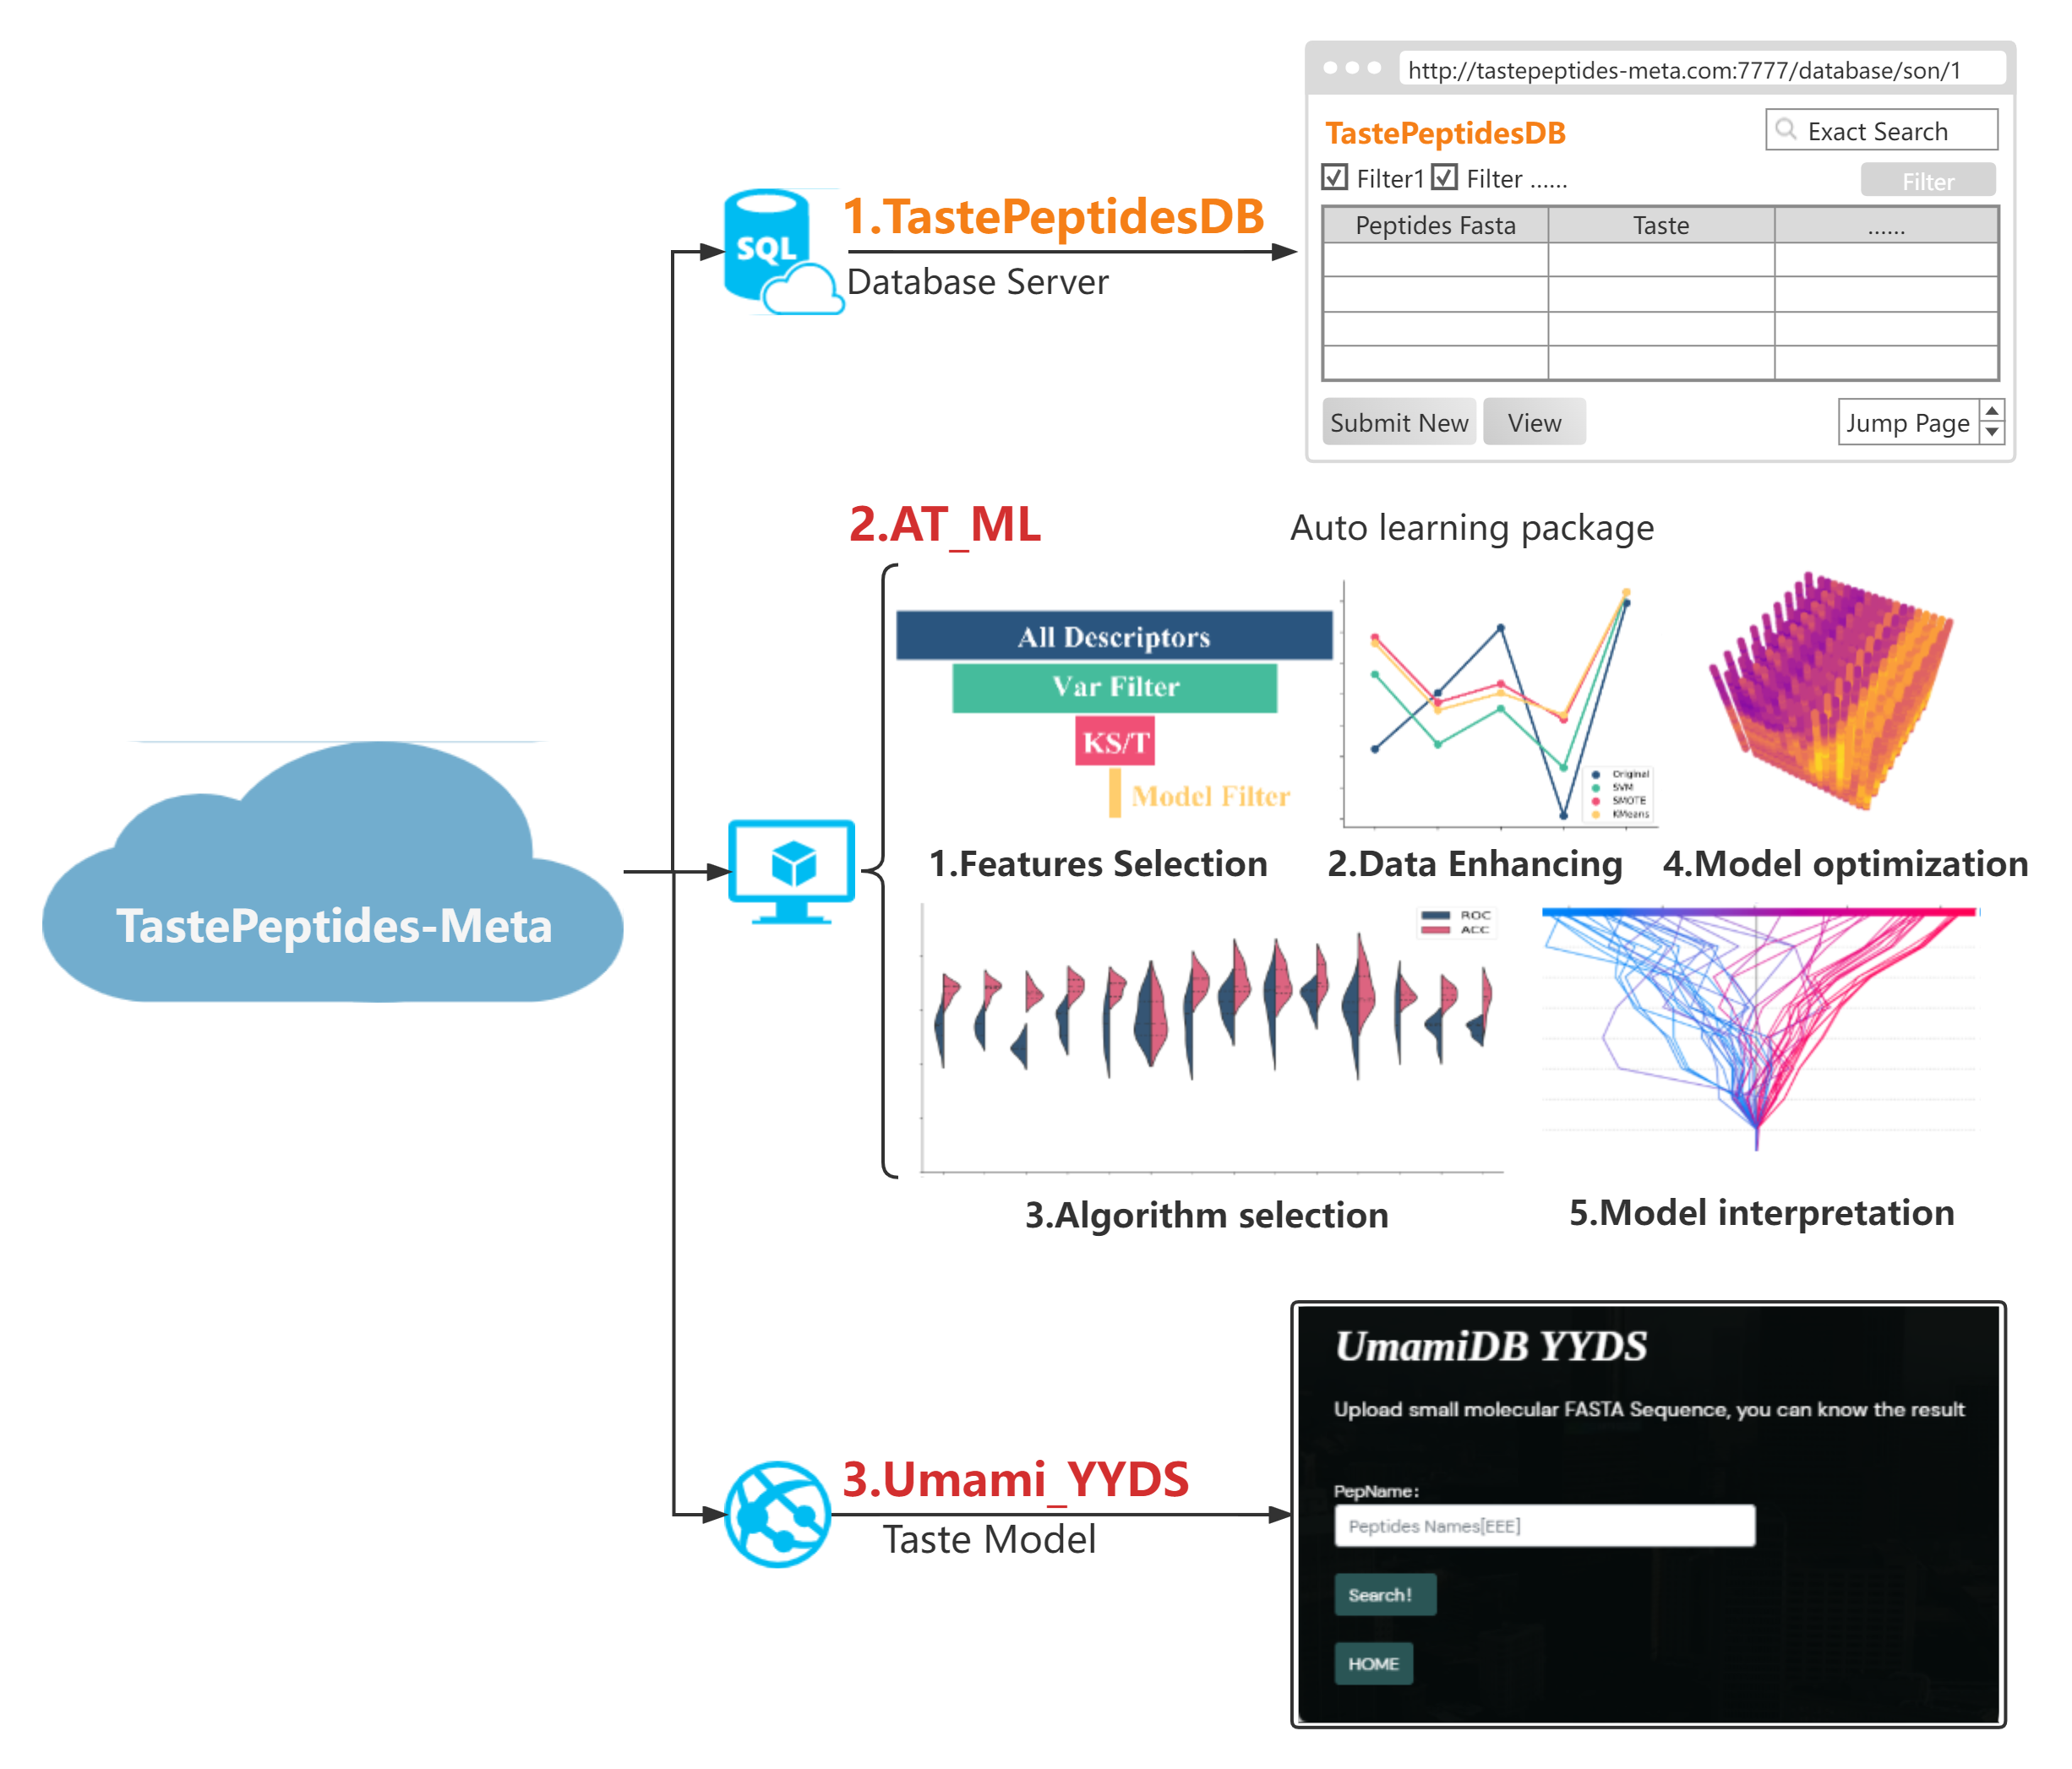 TastePeptides-Meta
SQL
1.TastePeptidesDB
Database Server
http://tastepeptides-meta.com:7777/database/son/1
TastePeptidesDB
Exact Search
Filter1 Filter ......
Filter
Peptides Fasta Taste ......
Submit New View Jump Page
2.AT_ML
Auto learning package
All Descriptors
Var Filter
KS/T
Model Filter
1.Features Selection
Original
SVM
SMOTE
KMeans
2.Data Enhancing
4.Model optimization
ROC
ACC
3.Algorithm selection
5.Model interpretation
3.Umami_YYDS
Taste Model
UmamiDB YYDS
Upload small molecular FASTA Sequence, you can know the result
PepName:
Peptides Names[EEE]
Search!
HOME